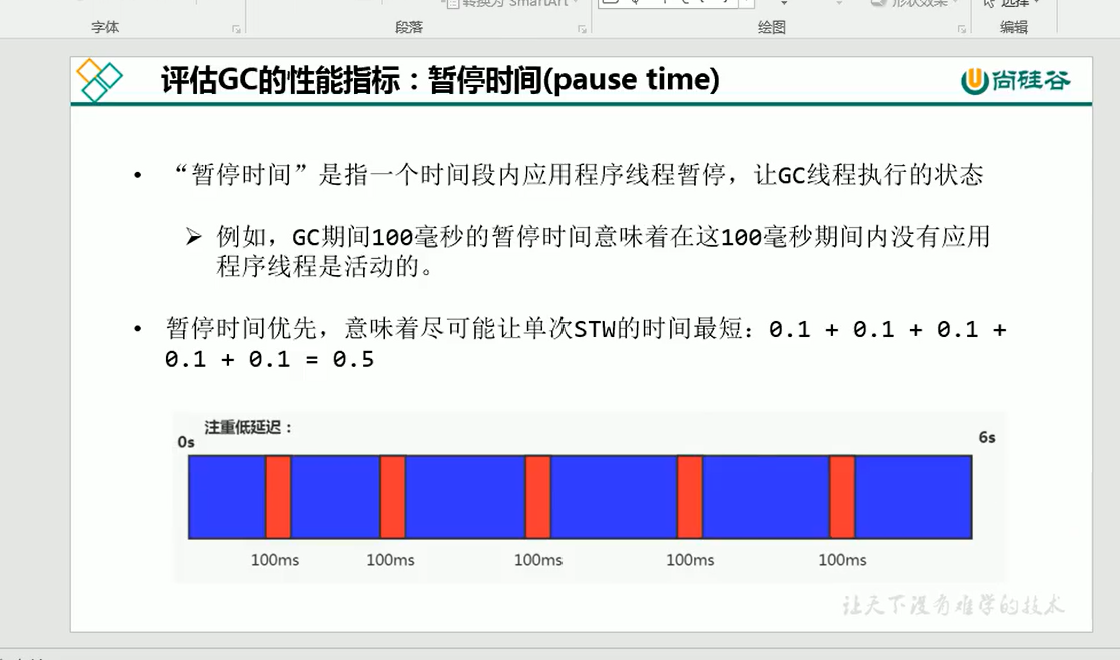 转换为 SmartArt
形状效果
选择
字体
段落
绘图
编辑
评估GC的性能指标：暂停时间(pause time)
尚硅谷
• “暂停时间”是指一个时间段内应用程序线程暂停，让GC线程执行的状态
➢ 例如，GC期间100毫秒的暂停时间意味着在这100毫秒期间内没有应用
程序线程是活动的。
• 暂停时间优先，意味着尽可能让单次STW的时间最短：0.1 + 0.1 + 0.1 +
0.1 + 0.1 = 0.5
注重低延迟：
0s
6s
100ms
100ms
100ms
100ms
100ms
让天下没有难学的技术